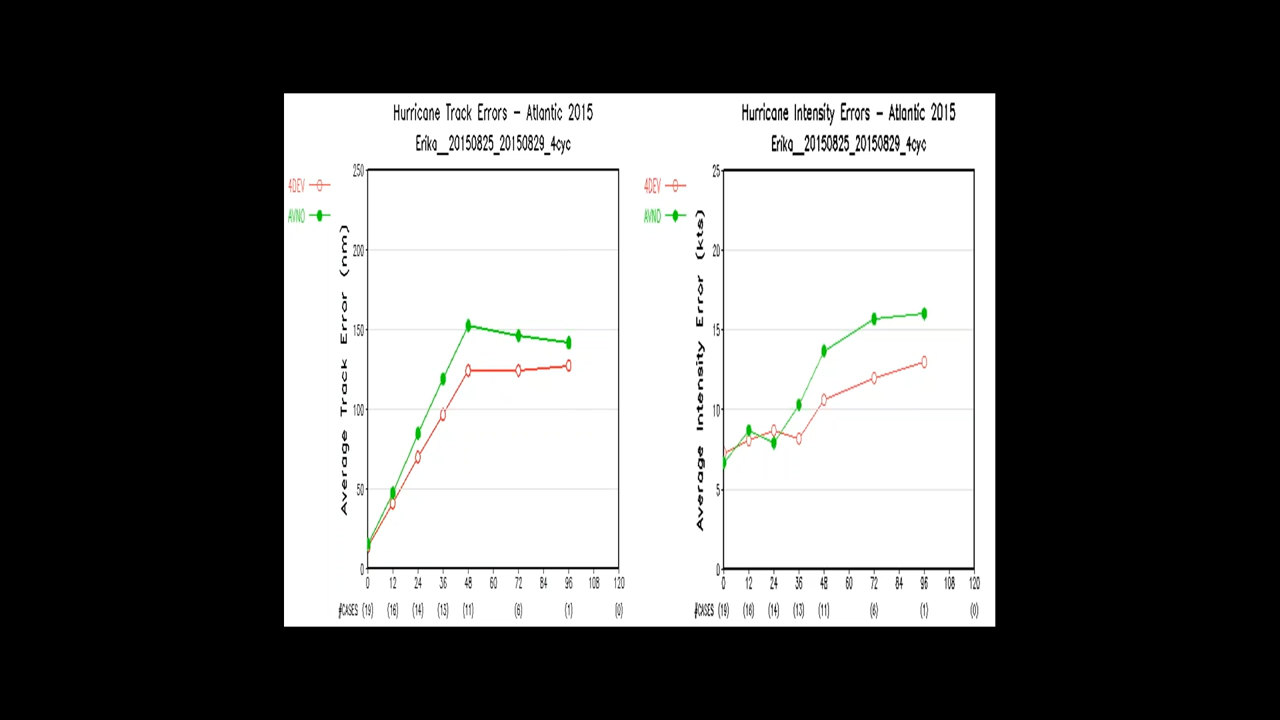 Hurricane Track Errors - Atlantic 2015
Erika__20150825_20150829_4cyc
4DEV
AVNO
Average Track Error (nm)
250
200
150
100
50
0
0 12 24 36 48 60 72 84 96 108 120
#CASES (19) (16) (14) (13) (11) (6) (1) (0)
Hurricane Intensity Errors - Atlantic 2015
Erika__20150825_20150829_4cyc
4DEV
AVNO
Average Intensity Error (kts)
25
20
15
10
5
0
0 12 24 36 48 60 72 84 96 108 120
#CASES (19) (16) (14) (13) (11) (6) (1) (0)